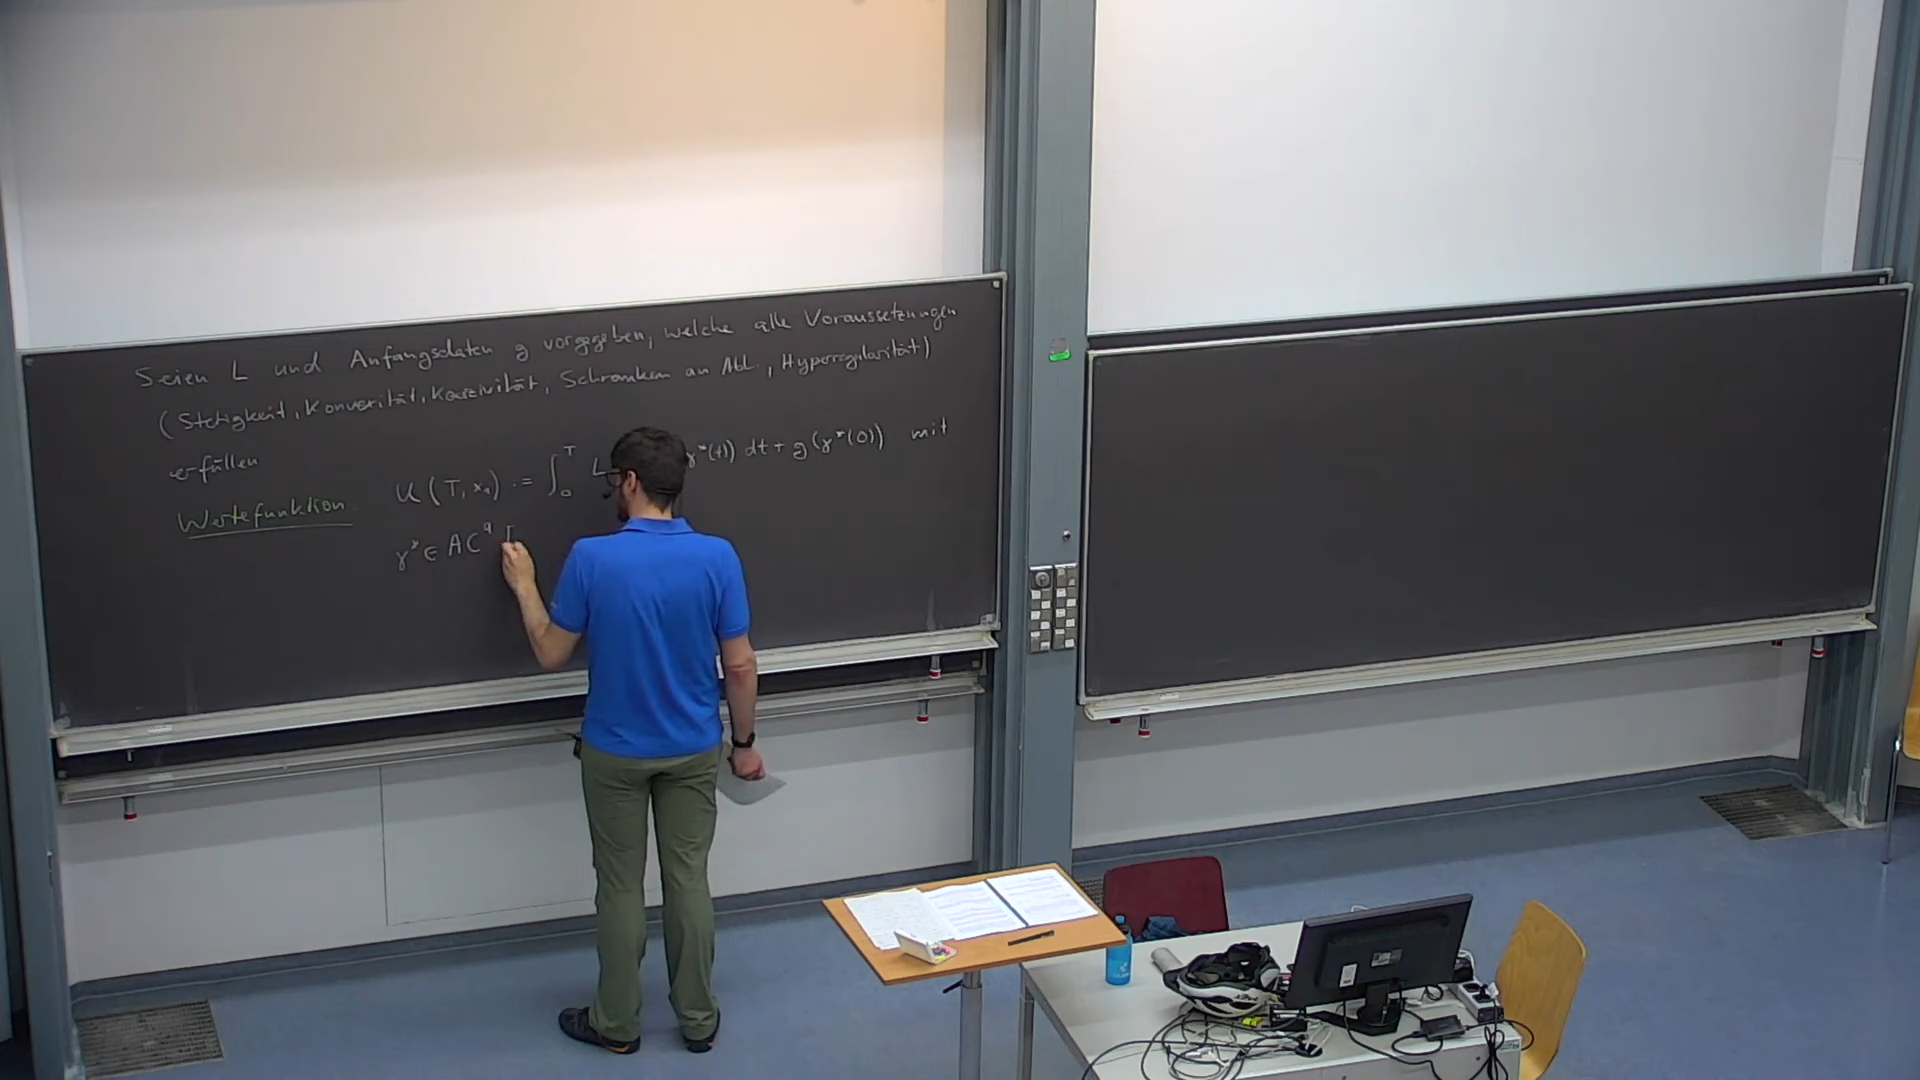 Seien L und Anfangsdaten g vorgegeben, welche alle Voraussetzungen
(Stetigkeit, Konvexität, Koerzivität, Schranken an Abl., Hyperregularität)
erfüllen
Wertefunktion. u(T, x₁) := ∫₀ᵀ L γ*(t)) dt + g(γ*(0)) mit
γ* ∈ AC^q [